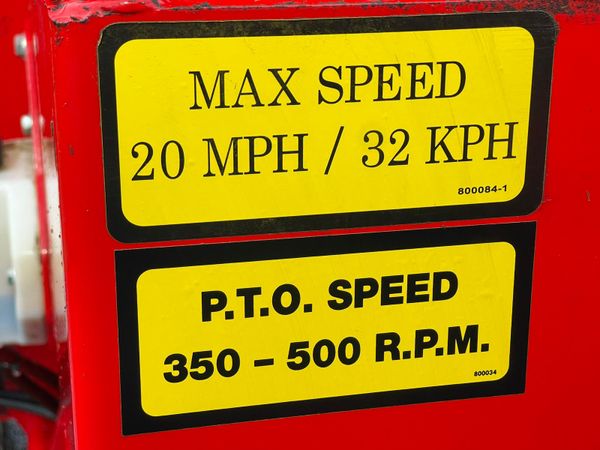 MAX SPEED
20 MPH / 32 KPH
800084-1
P.T.O. SPEED
350 – 500 R.P.M.
800034